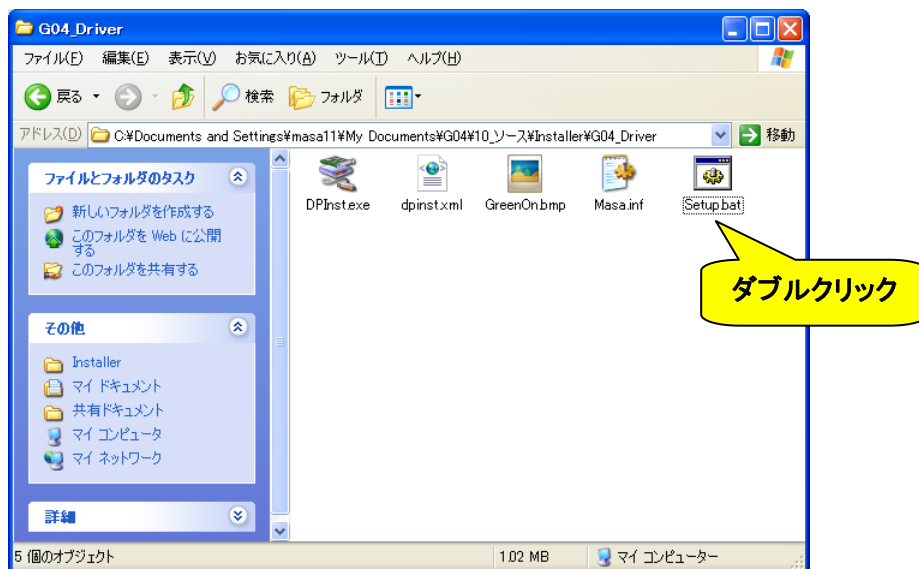 G04_Driver
ファイル(F) 編集(E) 表示(V) お気に入り(A) ツール(T) ヘルプ(H)
戻る 検索 フォルダ
アドレス(D) C:¥Documents and Settings¥masa11¥My Documents¥G04¥10_ソース¥Installer¥G04_Driver 移動
ファイルとフォルダのタスク
新しいフォルダを作成する
このフォルダを Web に公開
する
このフォルダを共有する
その他
Installer
マイ ドキュメント
共有ドキュメント
マイ コンピュータ
マイ ネットワーク
詳細
DPInst.exe dpinst.xml GreenOn.bmp Masa.inf Setup.bat
ダブルクリック
5 個のオブジェクト 1.02 MB マイ コンピューター